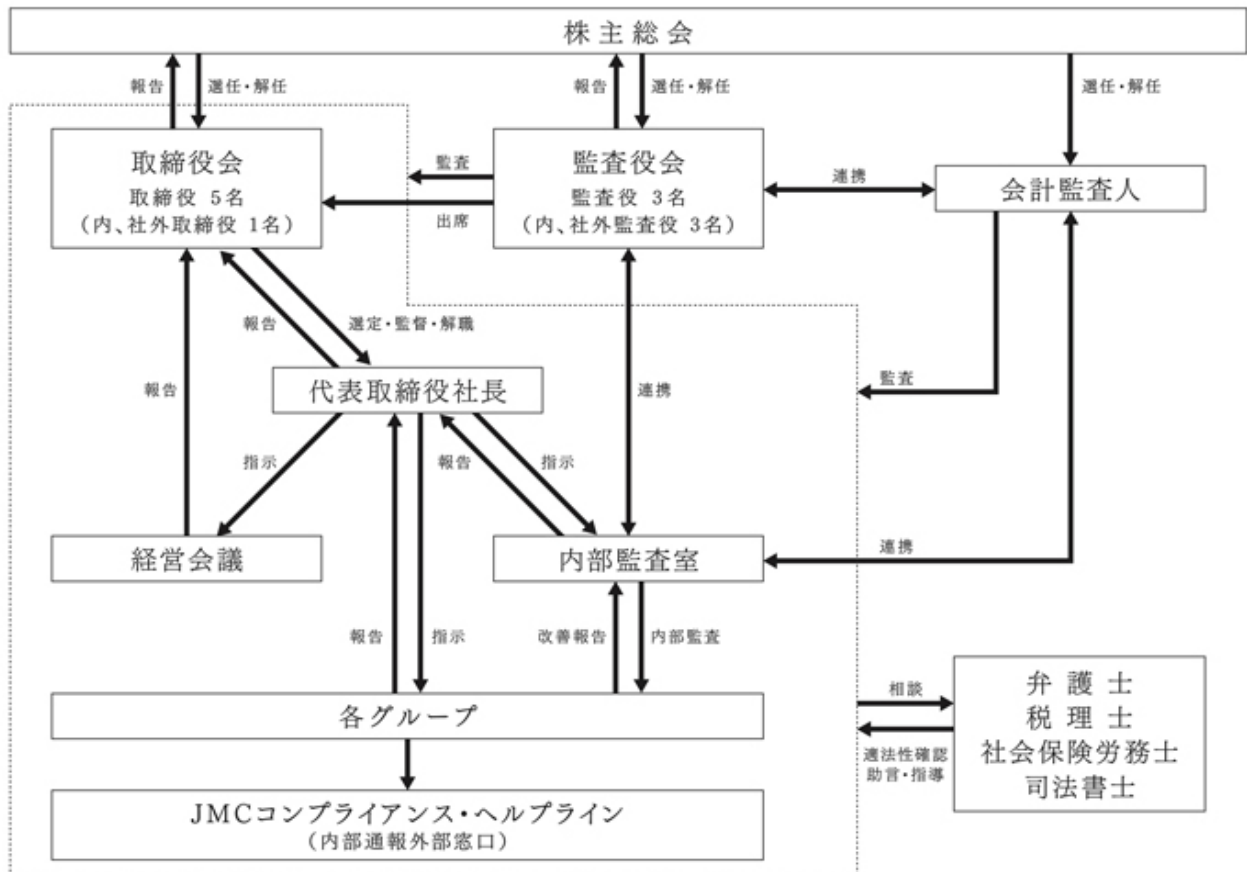 株主総会
報告
選任・解任
報告
選任・解任
選任・解任
取締役会
取締役 5名
（内、社外取締役 1名）
監査
出席
監査役会
監査役 3名
（内、社外監査役 3名）
連携
会計監査人
報告
選定・監督・解職
報告
代表取締役社長
連携
監査
指示
報告
指示
経営会議
内部監査室
連携
報告
指示
改善報告
内部監査
各グループ
相談
適法性確認
助言・指導
弁護士
税理士
社会保険労務士
司法書士
JMCコンプライアンス・ヘルプライン
（内部通報外部窓口）